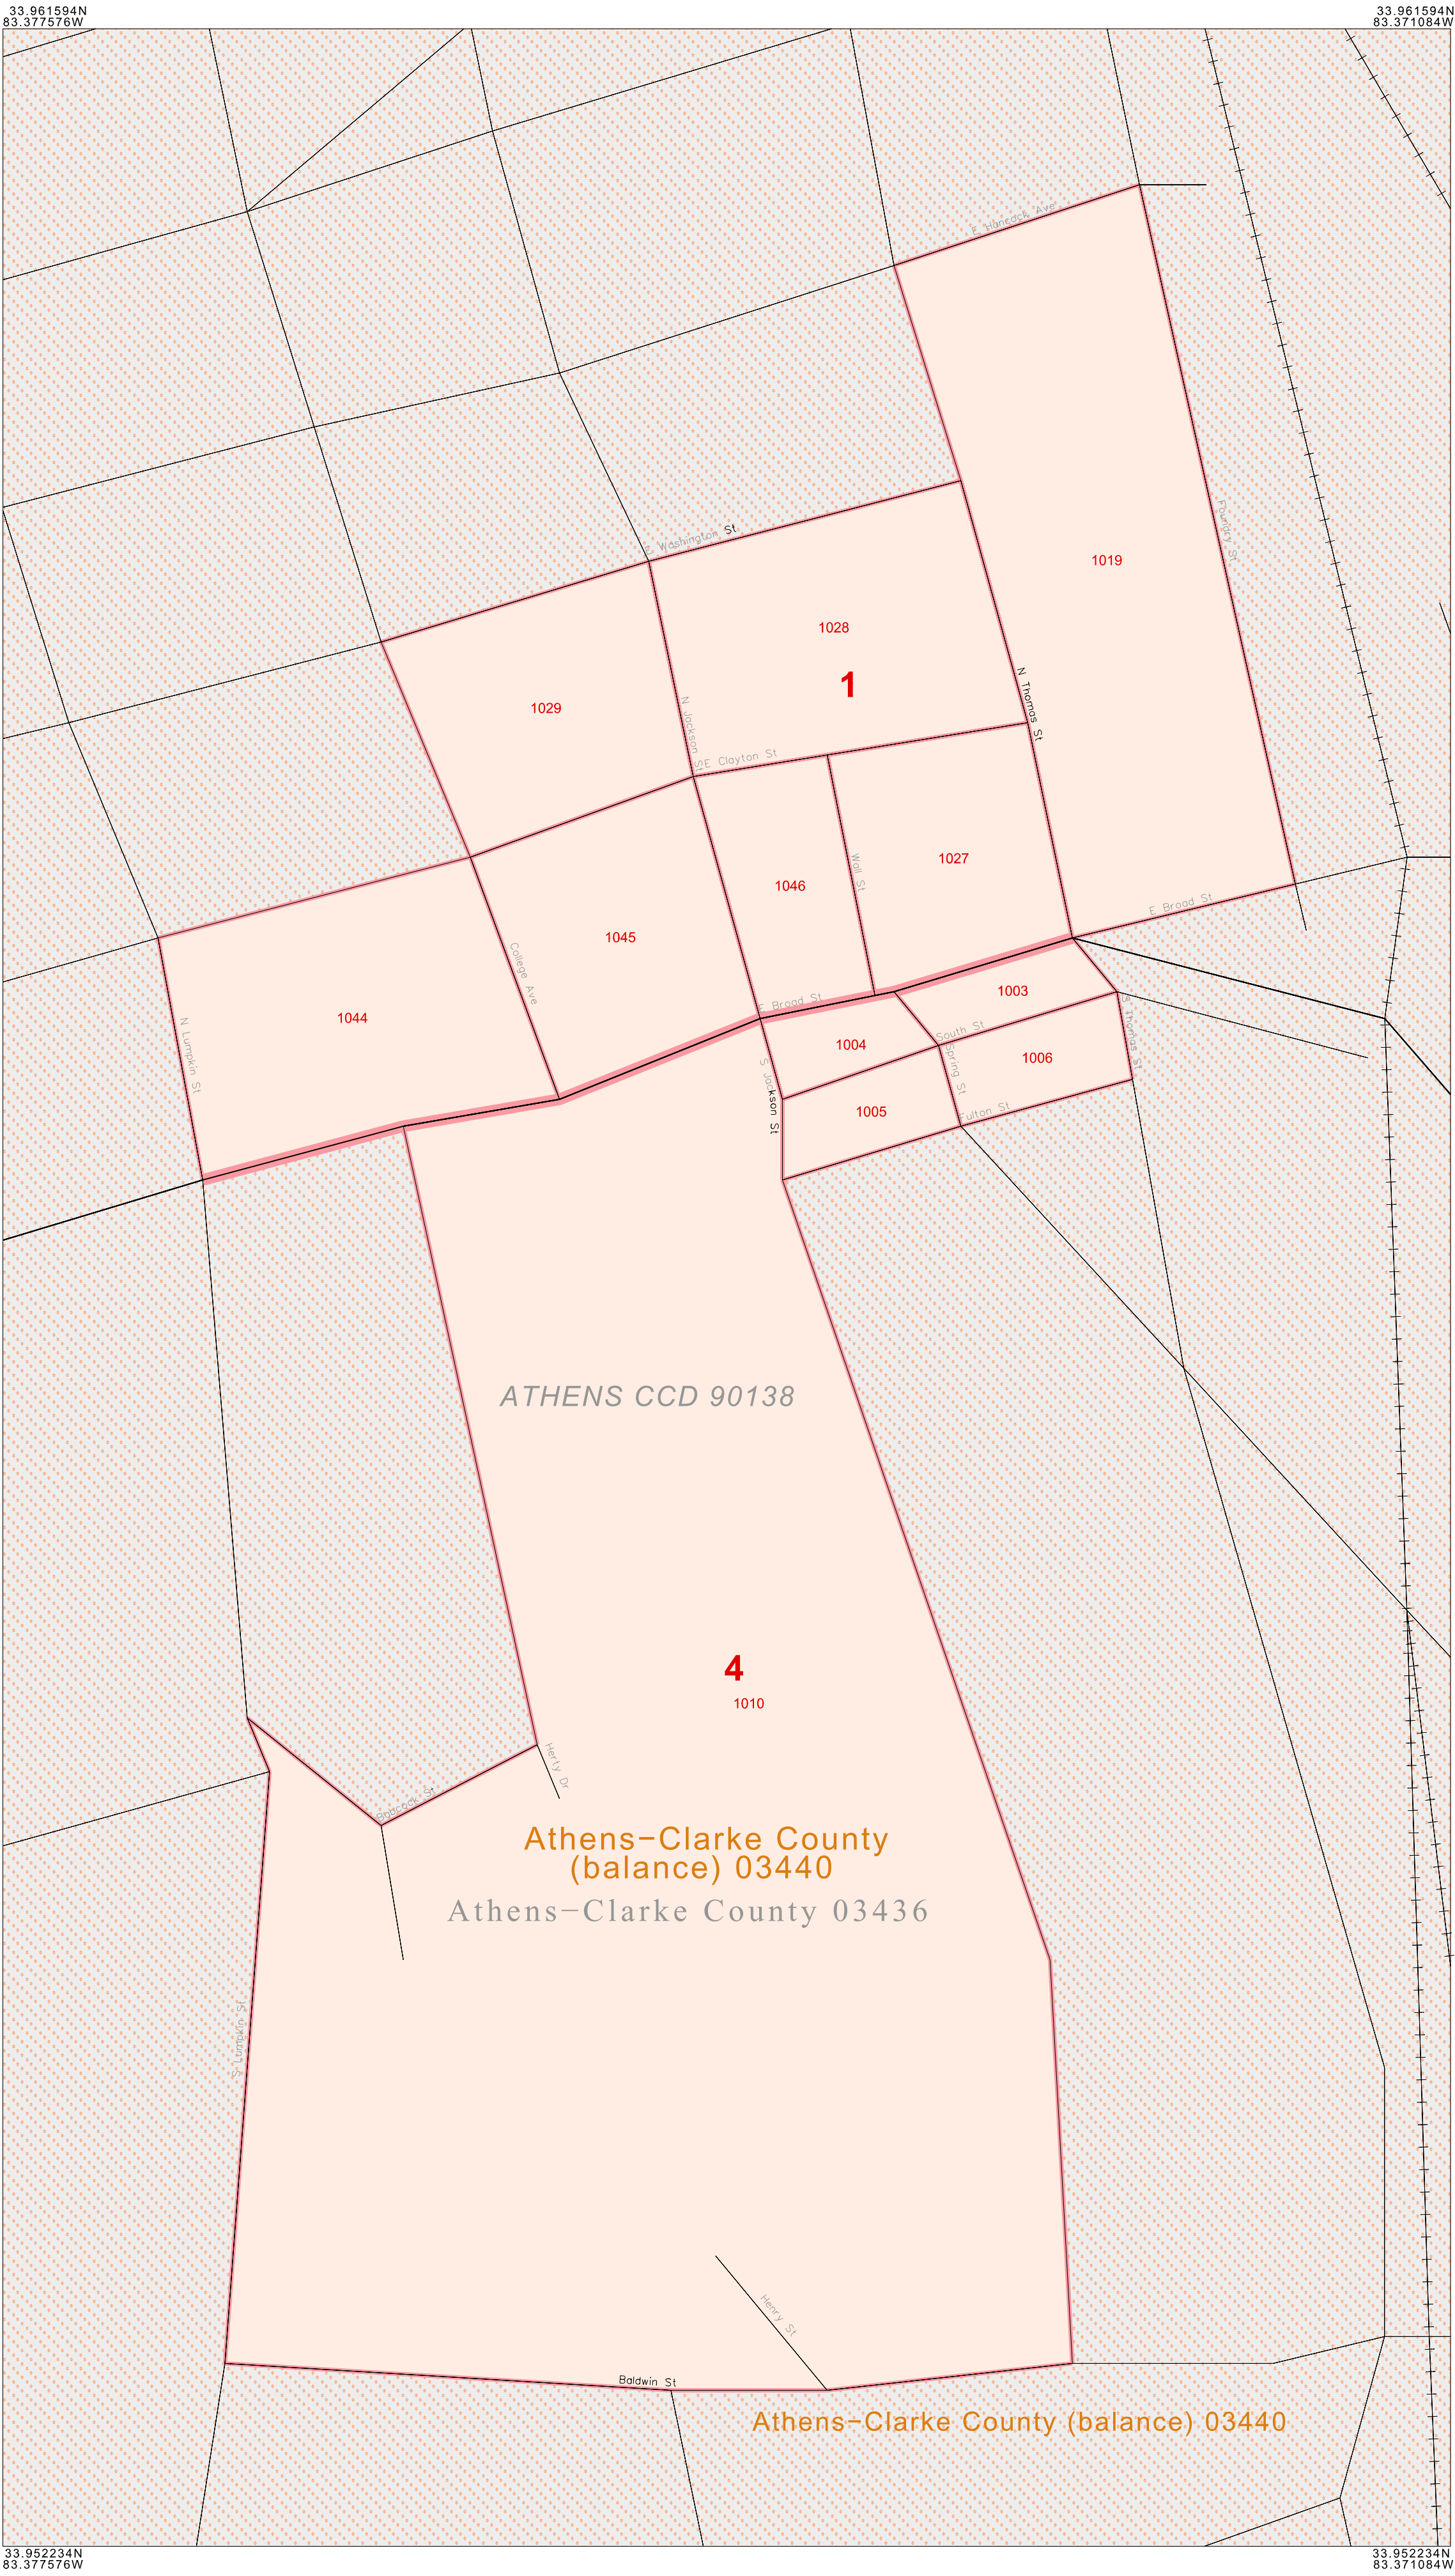 33.961594N
83.377576W
33.961594N
83.371084W
E Hancock Ave
Foundry St
E Washington St
1019
1028
1
N Thomas St
1029
N Jackson St
E Clayton St
Wall St
1027
1046
E Broad St
1045
College Ave
E Broad St
1003
S Thomas St
1044
N Lumpkin St
South St
1004
Spring St
1006
S Jackson St
1005
Fulton St
ATHENS CCD 90138
4
1010
Herty Dr
Babcock St
Athens-Clarke County
(balance) 03440
Athens-Clarke County 03436
S Lumpkin St
Henry St
Baldwin St
Athens-Clarke County (balance) 03440
33.952234N
83.377576W
33.952234N
83.371084W